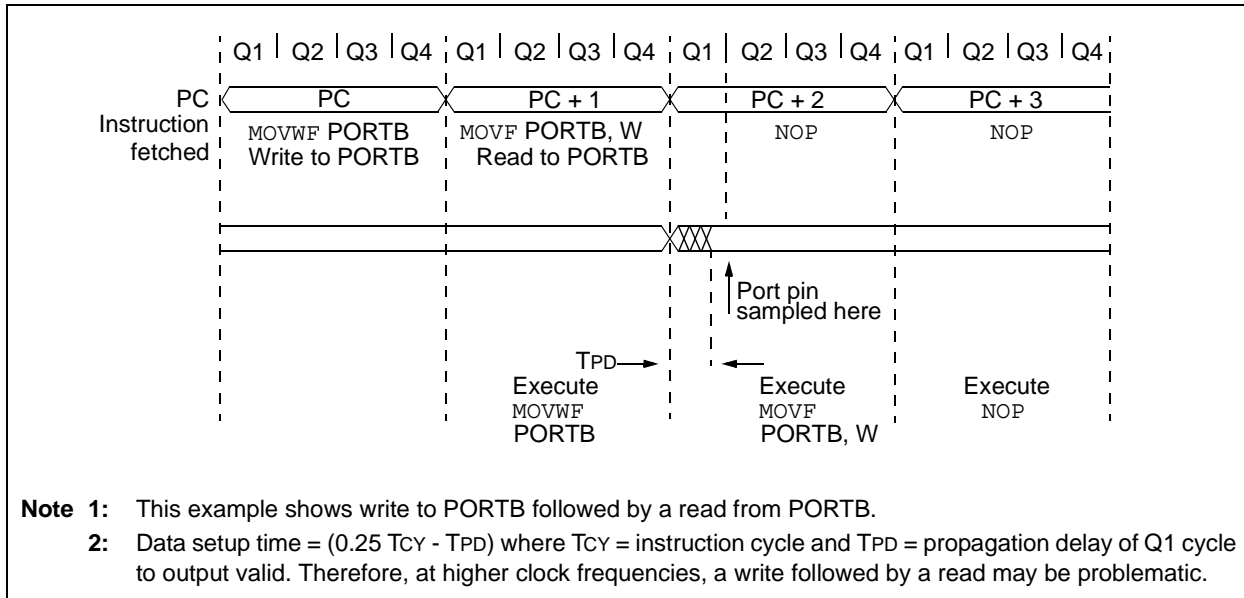 Q1 Q2 Q3 Q4 Q1 Q2 Q3 Q4 Q1 Q2 Q3 Q4 Q1 Q2 Q3 Q4
PC PC PC + 1 PC + 2 PC + 3
Instruction
fetched
MOVWF PORTB MOVF PORTB, W NOP NOP
Write to PORTB Read to PORTB
Port pin
sampled here
TPD
Execute Execute Execute
MOVWF MOVF NOP
PORTB PORTB, W
Note 1: This example shows write to PORTB followed by a read from PORTB.
2: Data setup time = (0.25 TCY - TPD) where TCY = instruction cycle and TPD = propagation delay of Q1 cycle
to output valid. Therefore, at higher clock frequencies, a write followed by a read may be problematic.